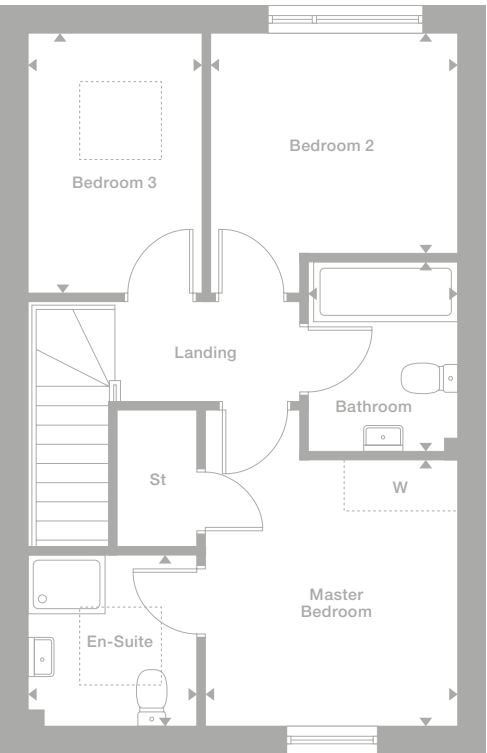 Bedroom 2
Bedroom 3
Landing
Bathroom
St
W
Master
Bedroom
En-Suite